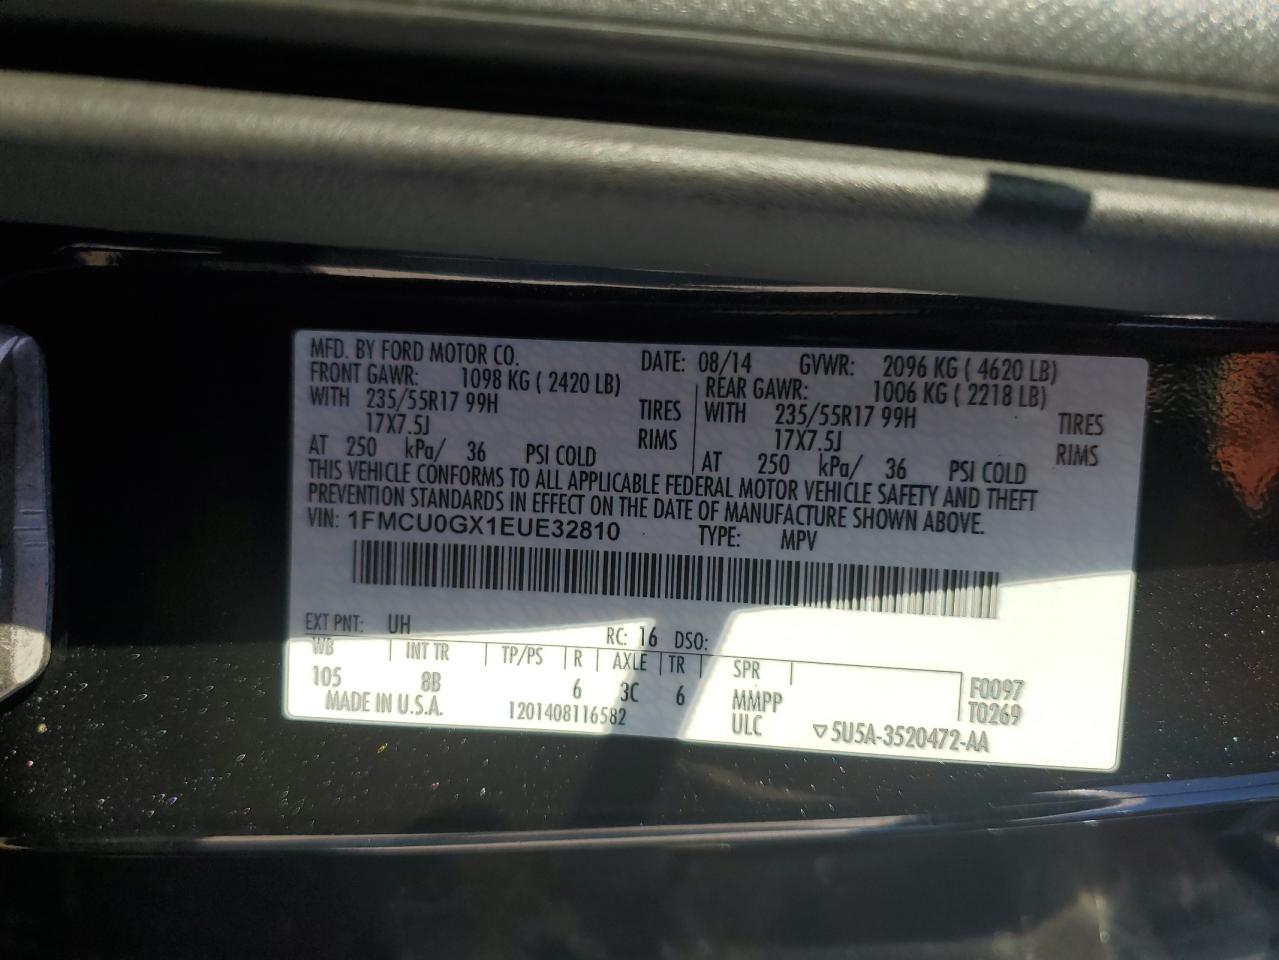 MFD. BY FORD MOTOR CO. DATE: 08/14 GVWR: 2096 KG ( 4620 LB)
FRONT GAWR: 1098 KG ( 2420 LB) REAR GAWR: 1006 KG ( 2218 LB)
WITH 235/55R17 99H TIRES WITH 235/55R17 99H TIRES
17X7.5J RIMS 17X7.5J RIMS
AT 250 kPa/ 36 PSI COLD AT 250 kPa/ 36 PSI COLD
THIS VEHICLE CONFORMS TO ALL APPLICABLE FEDERAL MOTOR VEHICLE SAFETY AND THEFT
PREVENTION STANDARDS IN EFFECT ON THE DATE OF MANUFACTURE SHOWN ABOVE.
VIN: 1FMCU0GX1EUE32810 TYPE: MPV
EXT PNT: UH RC: 16 DSO:
WB INT TR TP/PS R AXLE TR SPR
105 8B 6 3C 6 MMPP F0097
MADE IN U.S.A. 1201408116582 ULC T0269
▽5U5A-3520472-AA